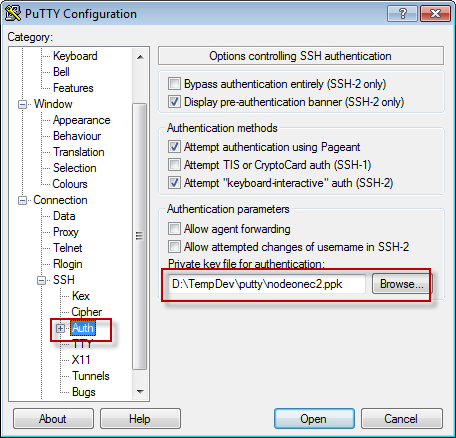 PuTTY Configuration
Category:
Keyboard
Bell
Features
Window
Appearance
Behaviour
Translation
Selection
Colours
Connection
Data
Proxy
Telnet
Rlogin
SSH
Kex
Cipher
Auth
TTY
X11
Tunnels
Bugs
Options controlling SSH authentication
Bypass authentication entirely (SSH-2 only)
Display pre-authentication banner (SSH-2 only)
Authentication methods
Attempt authentication using Pageant
Attempt TIS or CryptoCard auth (SSH-1)
Attempt "keyboard-interactive" auth (SSH-2)
Authentication parameters
Allow agent forwarding
Allow attempted changes of username in SSH-2
Private key file for authentication:
D:\TempDev\putty\nodeonec2.ppk
Browse...
About
Help
Open
Cancel